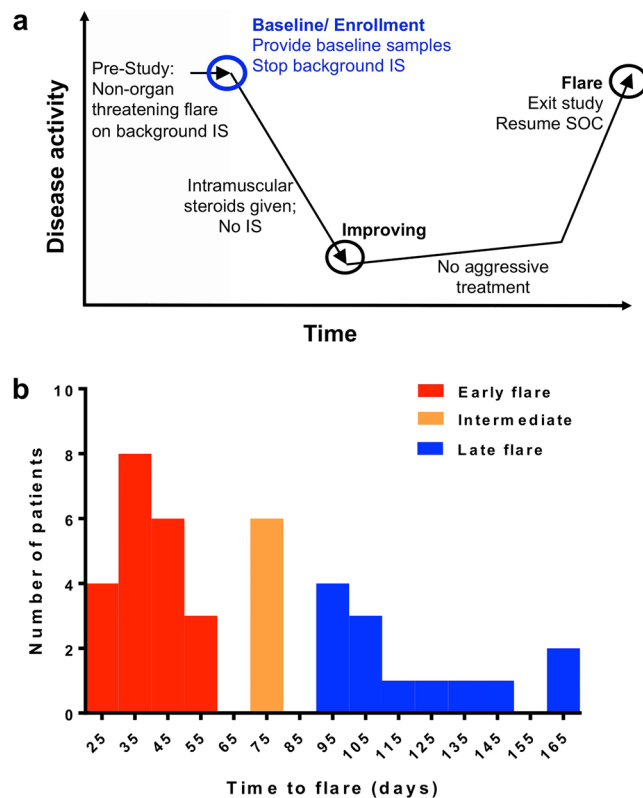 a
Baseline/ Enrollment
Provide baseline samples
Stop background IS
Pre-Study:
Non-organ
threatening flare
on background IS
Flare
Exit study
Resume SOC
Disease activity
Intramuscular
steroids given;
No IS
Improving
No aggressive
treatment
Time
b
10
8
6
4
2
0
Number of patients
Early flare
Intermediate
Late flare
25 35 45 55 65 75 85 95 105 115 125 135 145 155 165
Time to flare (days)